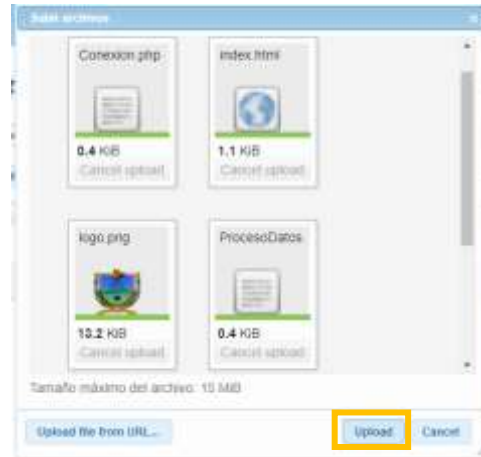 Subir archivos...
Conexion.php
index.html
0.4 KiB
1.1 KiB
Cancel upload
Cancel upload
logo.png
ProcesoDatos
13.2 KiB
0.4 KiB
Cancel upload
Cancel upload
Tamaño máximo del archivo: 15 MiB
Upload file from URL...
Upload
Cancel